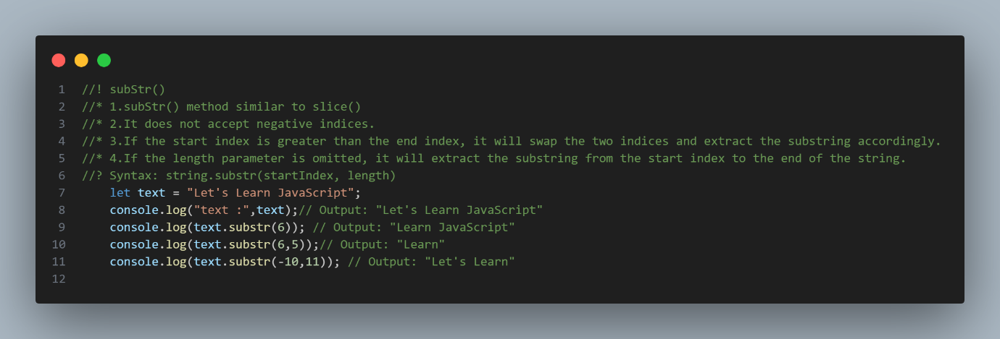 1 //! subStr()
2 //* 1.subStr() method similar to slice()
3 //* 2.It does not accept negative indices.
4 //* 3.If the start index is greater than the end index, it will swap the two indices and extract the substring accordingly.
5 //* 4.If the length parameter is omitted, it will extract the substring from the start index to the end of the string.
6 //? Syntax: string.substr(startIndex, length)
7     let text = "Let's Learn JavaScript";
8     console.log("text :",text);// Output: "Let's Learn JavaScript"
9     console.log(text.substr(6)); // Output: "Learn JavaScript"
10     console.log(text.substr(6,5));// Output: "Learn"
11     console.log(text.substr(-10,11)); // Output: "Let's Learn"
12